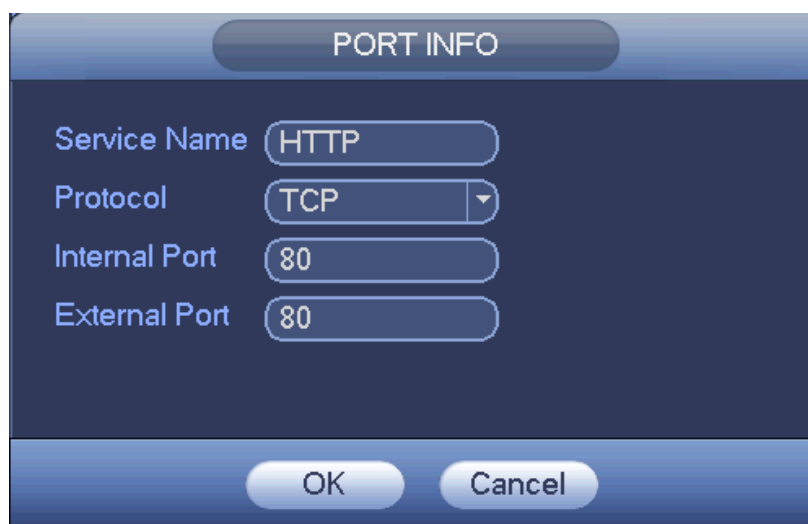 PORT INFO
Service Name HTTP
Protocol TCP
Internal Port 80
External Port 80
OK Cancel